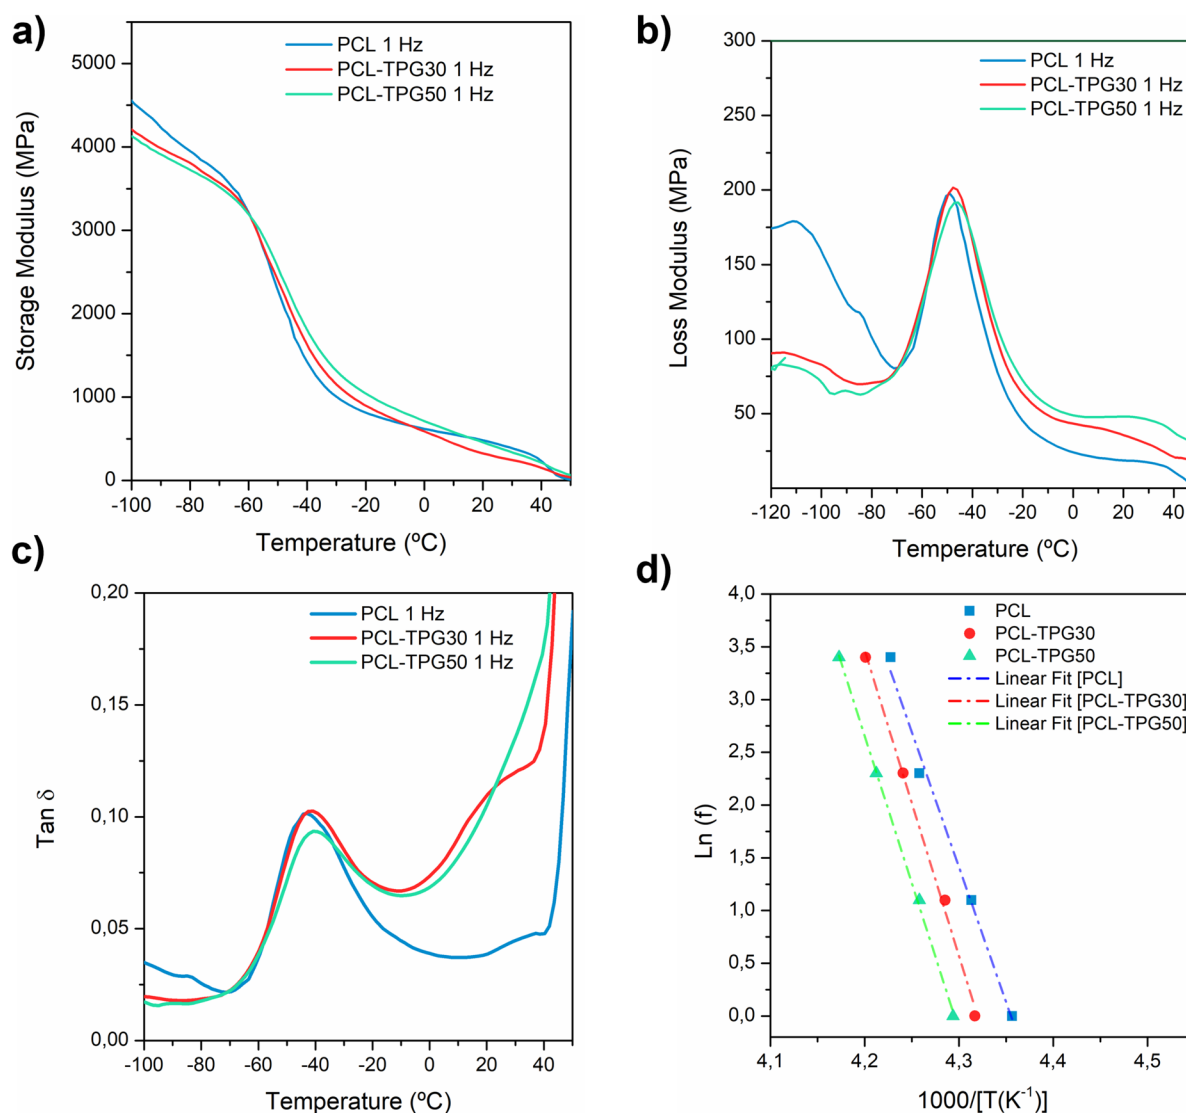 a)
PCL 1 Hz
PCL-TPG30 1 Hz
PCL-TPG50 1 Hz
Storage Modulus (MPa)
5000
4000
3000
2000
1000
0
-100 -80 -60 -40 -20 0 20 40
Temperature (ºC)
b)
PCL 1 Hz
PCL-TPG30 1 Hz
PCL-TPG50 1 Hz
Loss Modulus (MPa)
300
250
200
150
100
50
-120 -100 -80 -60 -40 -20 0 20 40
Temperature (ºC)
c)
PCL 1 Hz
PCL-TPG30 1 Hz
PCL-TPG50 1 Hz
Tan δ
0,20
0,15
0,10
0,05
0,00
-100 -80 -60 -40 -20 0 20 40
Temperature (ºC)
d)
PCL
PCL-TPG30
PCL-TPG50
Linear Fit [PCL]
Linear Fit [PCL-TPG30]
Linear Fit [PCL-TPG50]
Ln (f)
4,0
3,5
3,0
2,5
2,0
1,5
1,0
0,5
0,0
4,1 4,2 4,3 4,4 4,5
1000/[T(K⁻¹)]